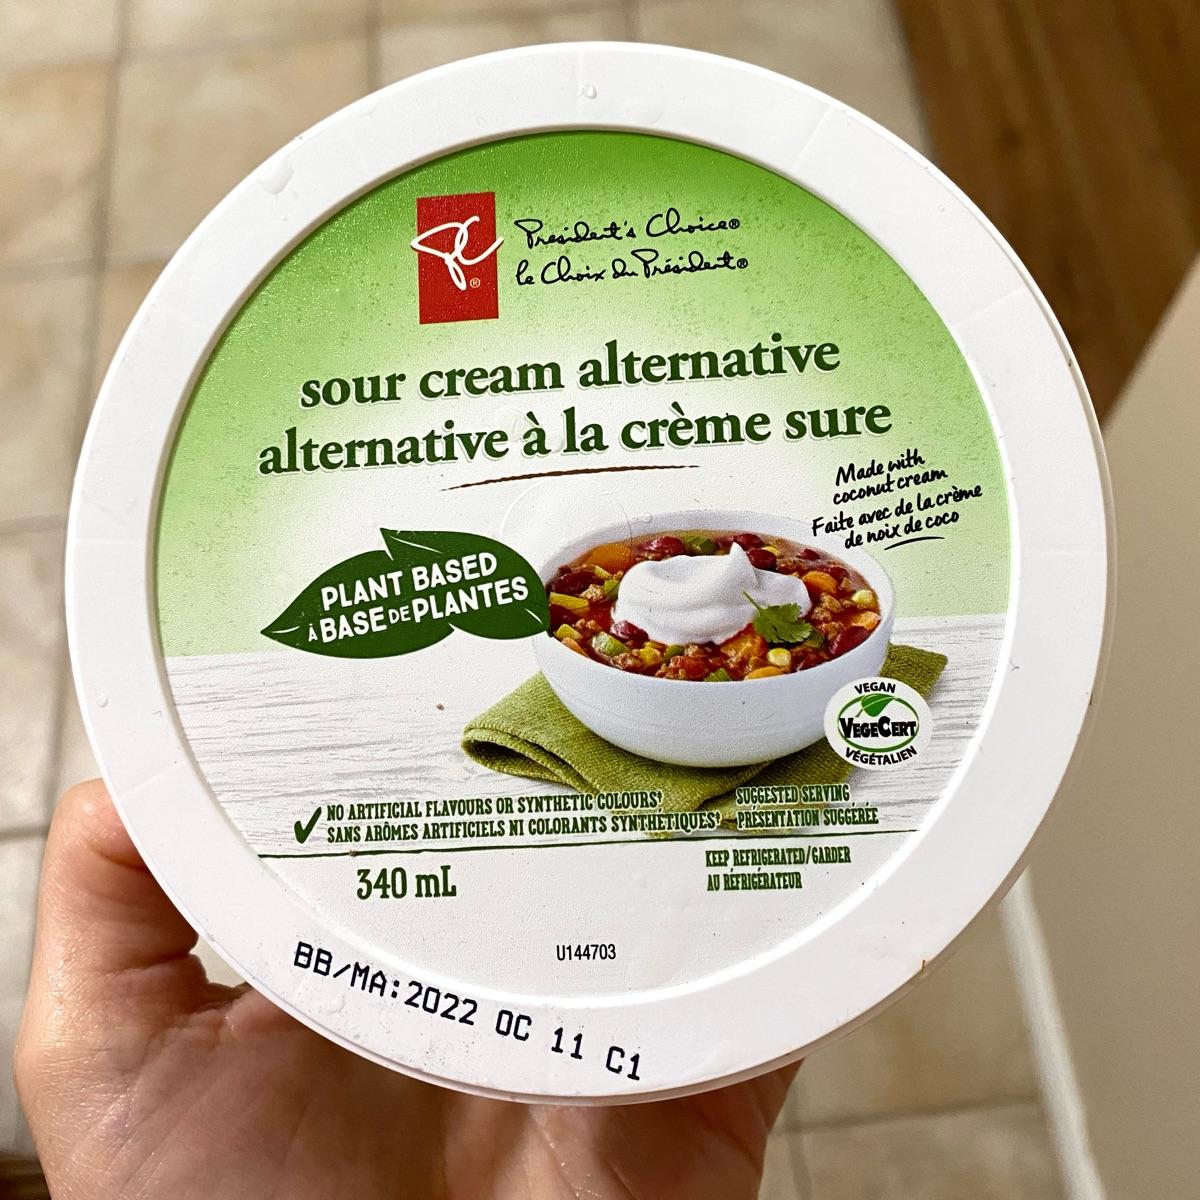 PC®
President's Choice®
le Choix du Président®
sour cream alternative
alternative à la crème sure
Made with
coconut cream
Faite avec de la crème
de noix de coco
PLANT BASED
À BASE DE PLANTES
VEGAN
VEGECERT
VÉGÉTALIEN
NO ARTIFICIAL FLAVOURS OR SYNTHETIC COLOURS†
SANS ARÔMES ARTIFICIELS NI COLORANTS SYNTHÉTIQUES†
SUGGESTED SERVING
PRÉSENTATION SUGGÉRÉE
340 mL
KEEP REFRIGERATED/GARDER
AU RÉFRIGÉRATEUR
U144703
BB/MA:2022 OC 11 C1